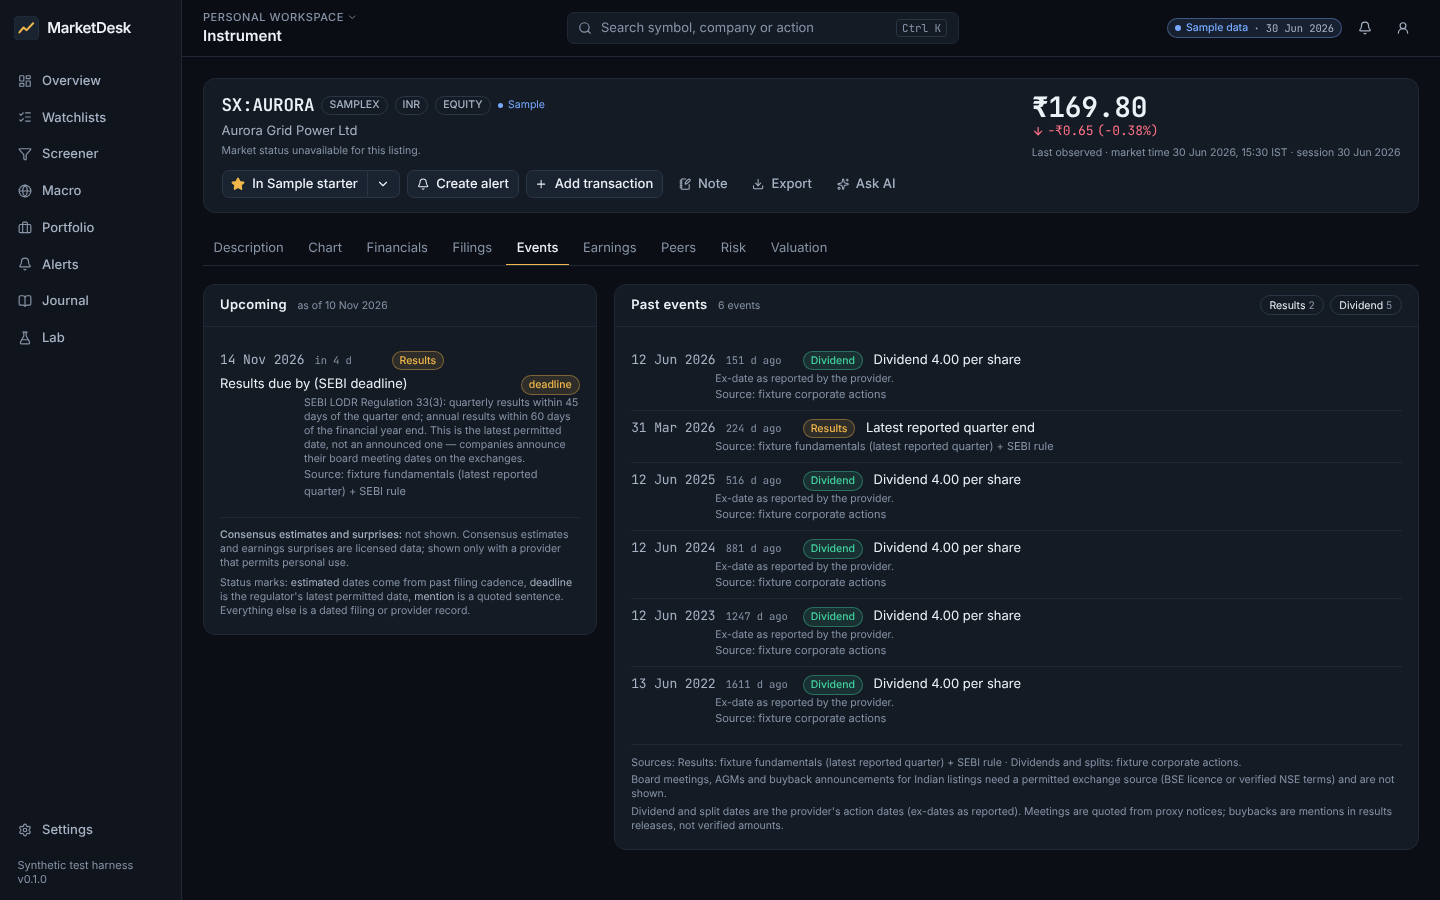 MarketDesk
Overview
Watchlists
Screener
Macro
Portfolio
Alerts
Journal
Lab
Settings
Synthetic test harness
v0.1.0
PERSONAL WORKSPACE
Instrument
Search symbol, company or action
Ctrl K
Sample data · 30 Jun 2026
SX:AURORA SAMPLEX INR EQUITY Sample
Aurora Grid Power Ltd
Market status unavailable for this listing.
₹169.80
↓ -₹0.65 (-0.38%)
Last observed · market time 30 Jun 2026, 15:30 IST · session 30 Jun 2026
In Sample starter
Create alert
Add transaction
Note
Export
Ask AI
Description Chart Financials Filings Events Earnings Peers Risk Valuation
Upcoming as of 10 Nov 2026
14 Nov 2026 in 4 d Results
Results due by (SEBI deadline) deadline
SEBI LODR Regulation 33(3): quarterly results within 45
days of the quarter end; annual results within 60 days
of the financial year end. This is the latest permitted
date, not an announced one — companies announce
their board meeting dates on the exchanges.
Source: fixture fundamentals (latest reported
quarter) + SEBI rule
Consensus estimates and surprises: not shown. Consensus estimates
and earnings surprises are licensed data; shown only with a provider
that permits personal use.
Status marks: estimated dates come from past filing cadence, deadline
is the regulator's latest permitted date, mention is a quoted sentence.
Everything else is a dated filing or provider record.
Past events 6 events
Results 2 Dividend 5
12 Jun 2026 151 d ago Dividend Dividend 4.00 per share
Ex-date as reported by the provider.
Source: fixture corporate actions
31 Mar 2026 224 d ago Results Latest reported quarter end
Source: fixture fundamentals (latest reported quarter) + SEBI rule
12 Jun 2025 516 d ago Dividend Dividend 4.00 per share
Ex-date as reported by the provider.
Source: fixture corporate actions
12 Jun 2024 881 d ago Dividend Dividend 4.00 per share
Ex-date as reported by the provider.
Source: fixture corporate actions
12 Jun 2023 1247 d ago Dividend Dividend 4.00 per share
Ex-date as reported by the provider.
Source: fixture corporate actions
13 Jun 2022 1611 d ago Dividend Dividend 4.00 per share
Ex-date as reported by the provider.
Source: fixture corporate actions
Sources: Results: fixture fundamentals (latest reported quarter) + SEBI rule · Dividends and splits: fixture corporate actions.
Board meetings, AGMs and buyback announcements for Indian listings need a permitted exchange source (BSE licence or verified NSE terms) and are not
shown.
Dividend and split dates are the provider's action dates (ex-dates as reported). Meetings are quoted from proxy notices; buybacks are mentions in results
releases, not verified amounts.